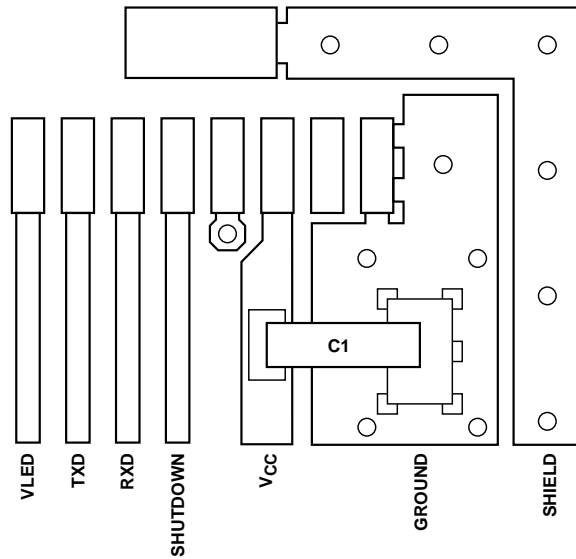 C1
VLED
TXD
RXD
SHUTDOWN
VCC
GROUND
SHIELD